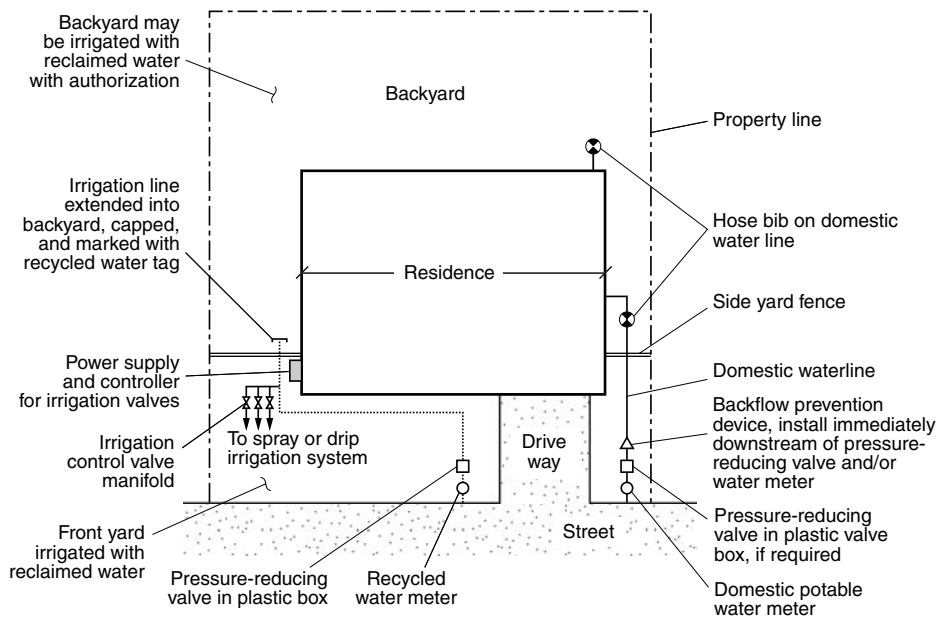 Backyard may
be irrigated with
reclaimed water
with authorization
Backyard
Property line
Irrigation line
extended into
backyard, capped,
and marked with
recycled water tag
Hose bib on domestic
water line
Residence
Side yard fence
Power supply
and controller
for irrigation valves
Domestic waterline
Backflow prevention
device, install immediately
downstream of pressure-
reducing valve and/or
water meter
Irrigation
control valve
manifold
To spray or drip
irrigation system
Drive
way
Front yard
irrigated with
reclaimed water
Street
Pressure-reducing
valve in plastic valve
box, if required
Pressure-reducing
valve in plastic box
Recycled
water meter
Domestic potable
water meter